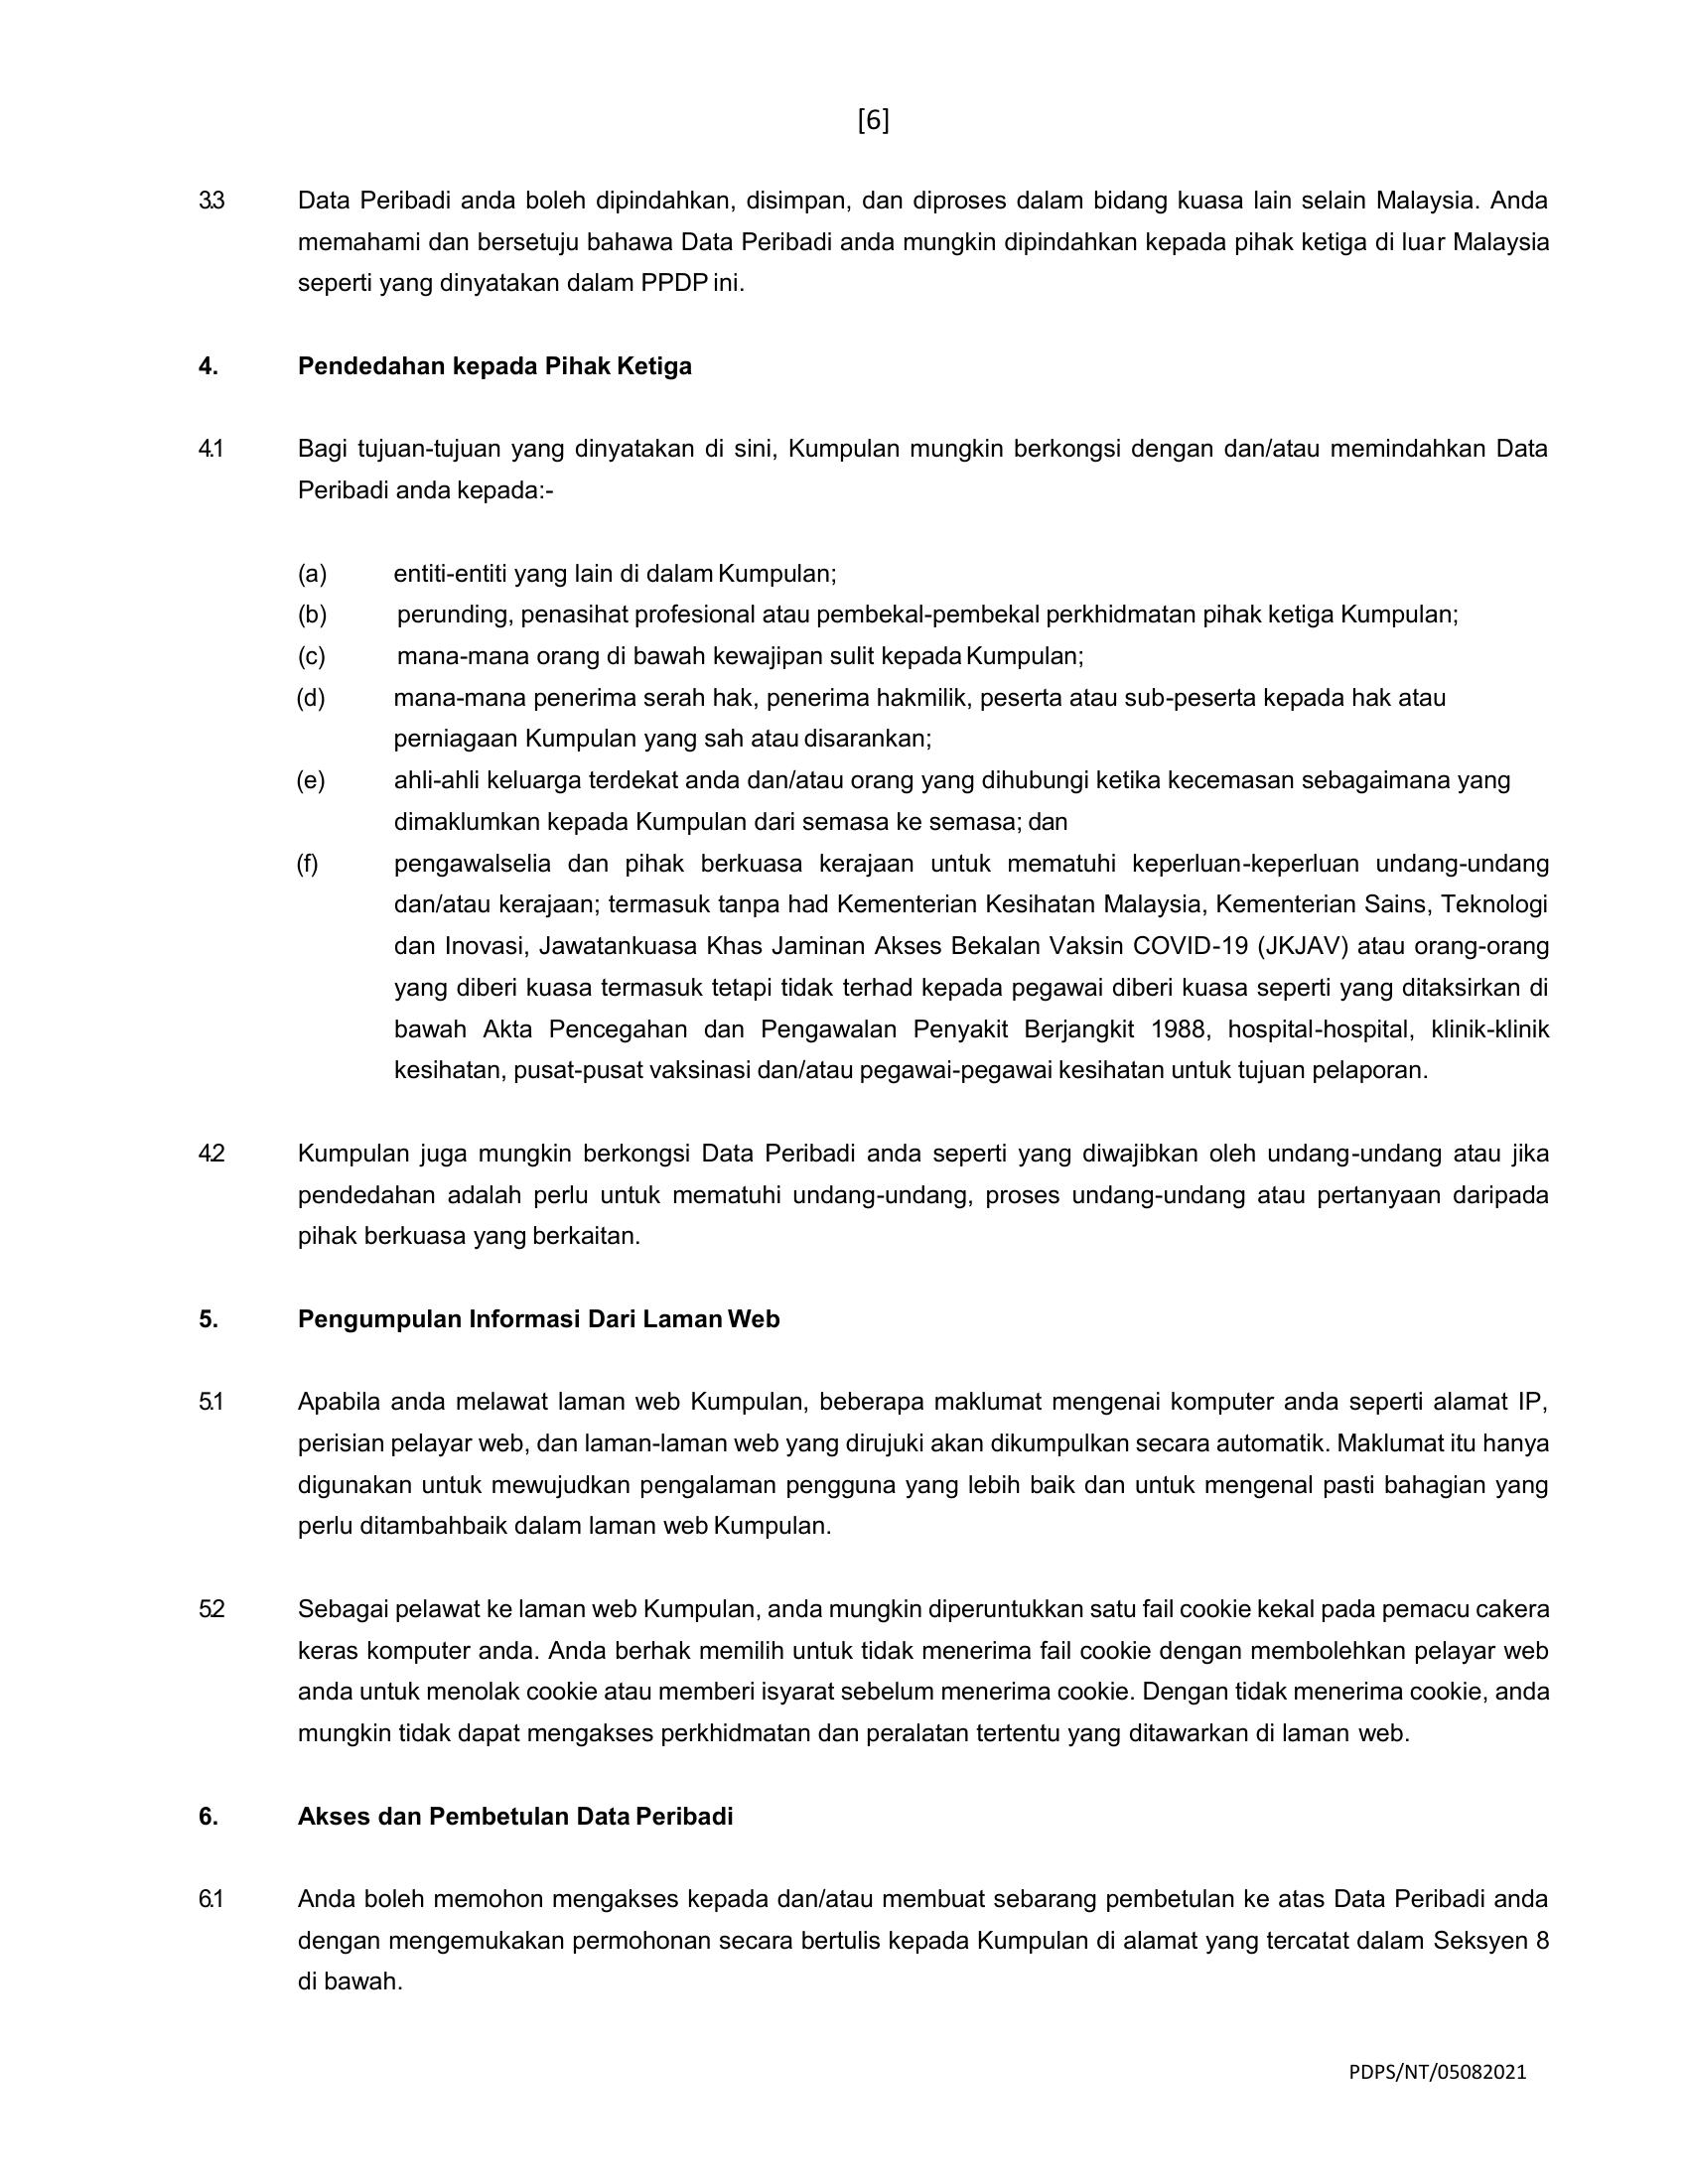 [6]
3.3 Data Peribadi anda boleh dipindahkan, disimpan, dan diproses dalam bidang kuasa lain selain Malaysia. Anda
memahami dan bersetuju bahawa Data Peribadi anda mungkin dipindahkan kepada pihak ketiga di luar Malaysia
seperti yang dinyatakan dalam PPDP ini.
4. Pendedahan kepada Pihak Ketiga
4.1 Bagi tujuan-tujuan yang dinyatakan di sini, Kumpulan mungkin berkongsi dengan dan/atau memindahkan Data
Peribadi anda kepada:-
(a) entiti-entiti yang lain di dalam Kumpulan;
(b) perunding, penasihat profesional atau pembekal-pembekal perkhidmatan pihak ketiga Kumpulan;
(c) mana-mana orang di bawah kewajipan sulit kepada Kumpulan;
(d) mana-mana penerima serah hak, penerima hakmilik, peserta atau sub-peserta kepada hak atau
perniagaan Kumpulan yang sah atau disarankan;
(e) ahli-ahli keluarga terdekat anda dan/atau orang yang dihubungi ketika kecemasan sebagaimana yang
dimaklumkan kepada Kumpulan dari semasa ke semasa; dan
(f) pengawalselia dan pihak berkuasa kerajaan untuk mematuhi keperluan-keperluan undang-undang
dan/atau kerajaan; termasuk tanpa had Kementerian Kesihatan Malaysia, Kementerian Sains, Teknologi
dan Inovasi, Jawatankuasa Khas Jaminan Akses Bekalan Vaksin COVID-19 (JKJAV) atau orang-orang
yang diberi kuasa termasuk tetapi tidak terhad kepada pegawai diberi kuasa seperti yang ditaksirkan di
bawah Akta Pencegahan dan Pengawalan Penyakit Berjangkit 1988, hospital-hospital, klinik-klinik
kesihatan, pusat-pusat vaksinasi dan/atau pegawai-pegawai kesihatan untuk tujuan pelaporan.
4.2 Kumpulan juga mungkin berkongsi Data Peribadi anda seperti yang diwajibkan oleh undang-undang atau jika
pendedahan adalah perlu untuk mematuhi undang-undang, proses undang-undang atau pertanyaan daripada
pihak berkuasa yang berkaitan.
5. Pengumpulan Informasi Dari Laman Web
5.1 Apabila anda melawat laman web Kumpulan, beberapa maklumat mengenai komputer anda seperti alamat IP,
perisian pelayar web, dan laman-laman web yang dirujuki akan dikumpulkan secara automatik. Maklumat itu hanya
digunakan untuk mewujudkan pengalaman pengguna yang lebih baik dan untuk mengenal pasti bahagian yang
perlu ditambahbaik dalam laman web Kumpulan.
5.2 Sebagai pelawat ke laman web Kumpulan, anda mungkin diperuntukkan satu fail cookie kekal pada pemacu cakera
keras komputer anda. Anda berhak memilih untuk tidak menerima fail cookie dengan membolehkan pelayar web
anda untuk menolak cookie atau memberi isyarat sebelum menerima cookie. Dengan tidak menerima cookie, anda
mungkin tidak dapat mengakses perkhidmatan dan peralatan tertentu yang ditawarkan di laman web.
6. Akses dan Pembetulan Data Peribadi
6.1 Anda boleh memohon mengakses kepada dan/atau membuat sebarang pembetulan ke atas Data Peribadi anda
dengan mengemukakan permohonan secara bertulis kepada Kumpulan di alamat yang tercatat dalam Seksyen 8
di bawah.
PDPS/NT/05082021